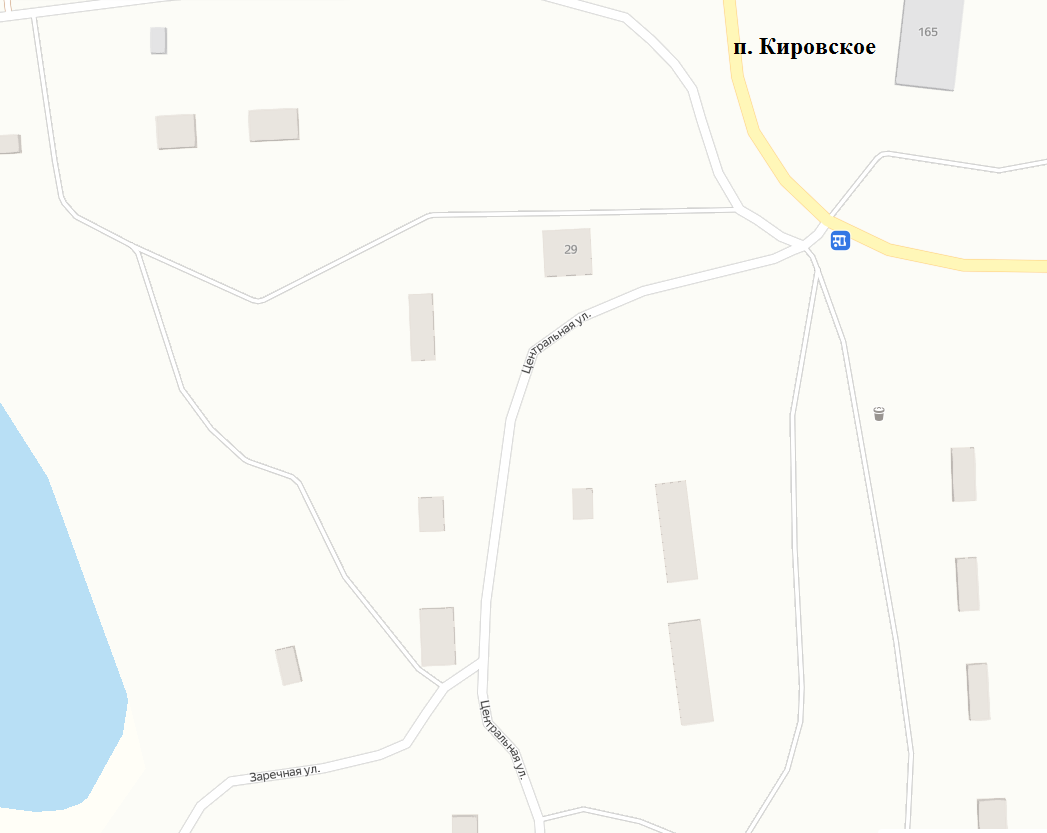 165
п. Кировское
29
Центральная ул.
Центральная ул.
Заречная ул.